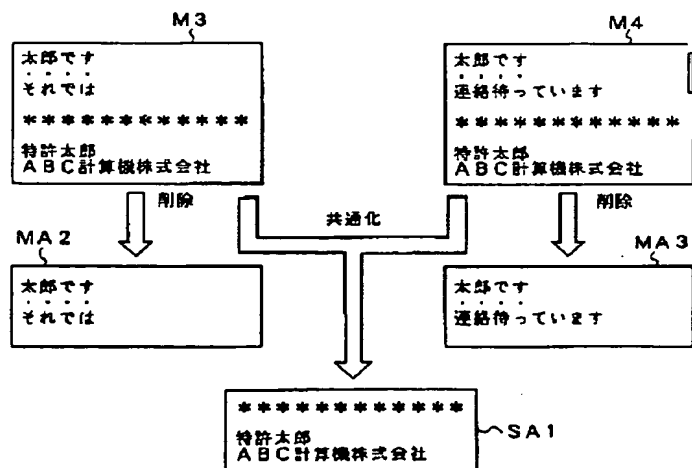 M3
太郎です
・・・・
それでは
************
特許太郎
ABC計算機株式会社
M4
太郎です
・・・・
連絡待っています
************
特許太郎
ABC計算機株式会社
削除
共通化
削除
MA2
太郎です
・・・・
それでは
MA3
太郎です
・・・・
連絡待っています
************
特許太郎
ABC計算機株式会社
SA1